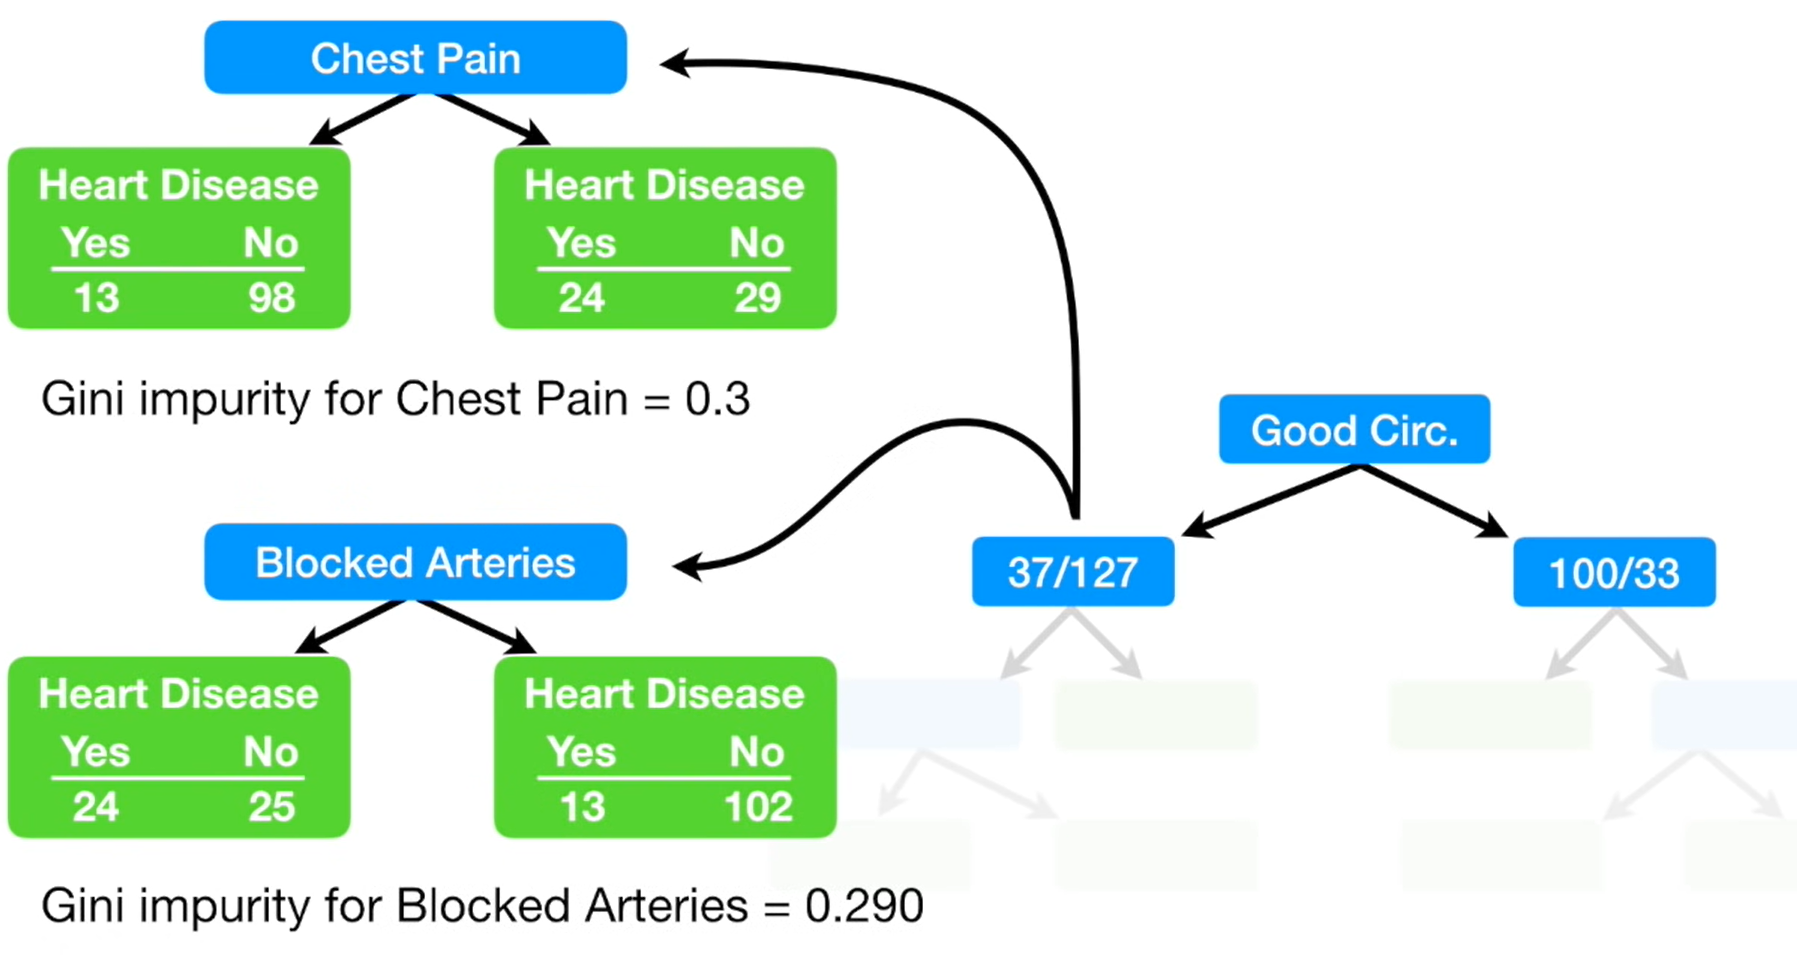 Chest Pain
Heart Disease
Yes No
13 98
Heart Disease
Yes No
24 29
Gini impurity for Chest Pain = 0.3
Good Circ.
37/127
100/33
Blocked Arteries
Heart Disease
Yes No
24 25
Heart Disease
Yes No
13 102
Gini impurity for Blocked Arteries = 0.290